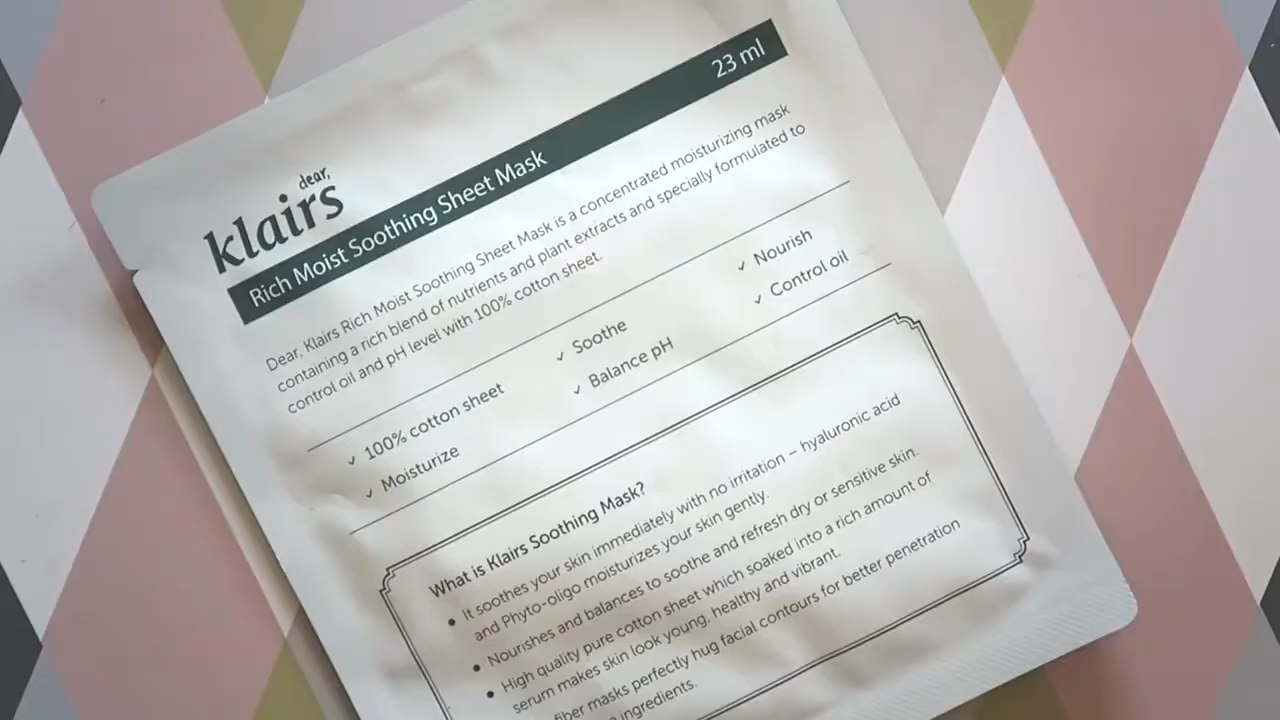 dear,
klairs
Rich Moist Soothing Sheet Mask 23 ml
Dear, Klairs Rich Moist Soothing Sheet Mask is a concentrated moisturizing mask
containing a rich blend of nutrients and plant extracts and specially formulated to
control oil and pH level with 100% cotton sheet.
✓ 100% cotton sheet ✓ Soothe ✓ Nourish
✓ Moisturize ✓ Balance pH ✓ Control oil
What is Klairs Soothing Mask?
• It soothes your skin immediately with no irritation – hyaluronic acid
and Phyto-oligo moisturizes your skin gently.
• Nourishes and balances to soothe and refresh dry or sensitive skin.
• High quality pure cotton sheet which soaked into a rich amount of
serum makes skin look young, healthy and vibrant.
fiber masks perfectly hug facial contours for better penetration
ingredients.